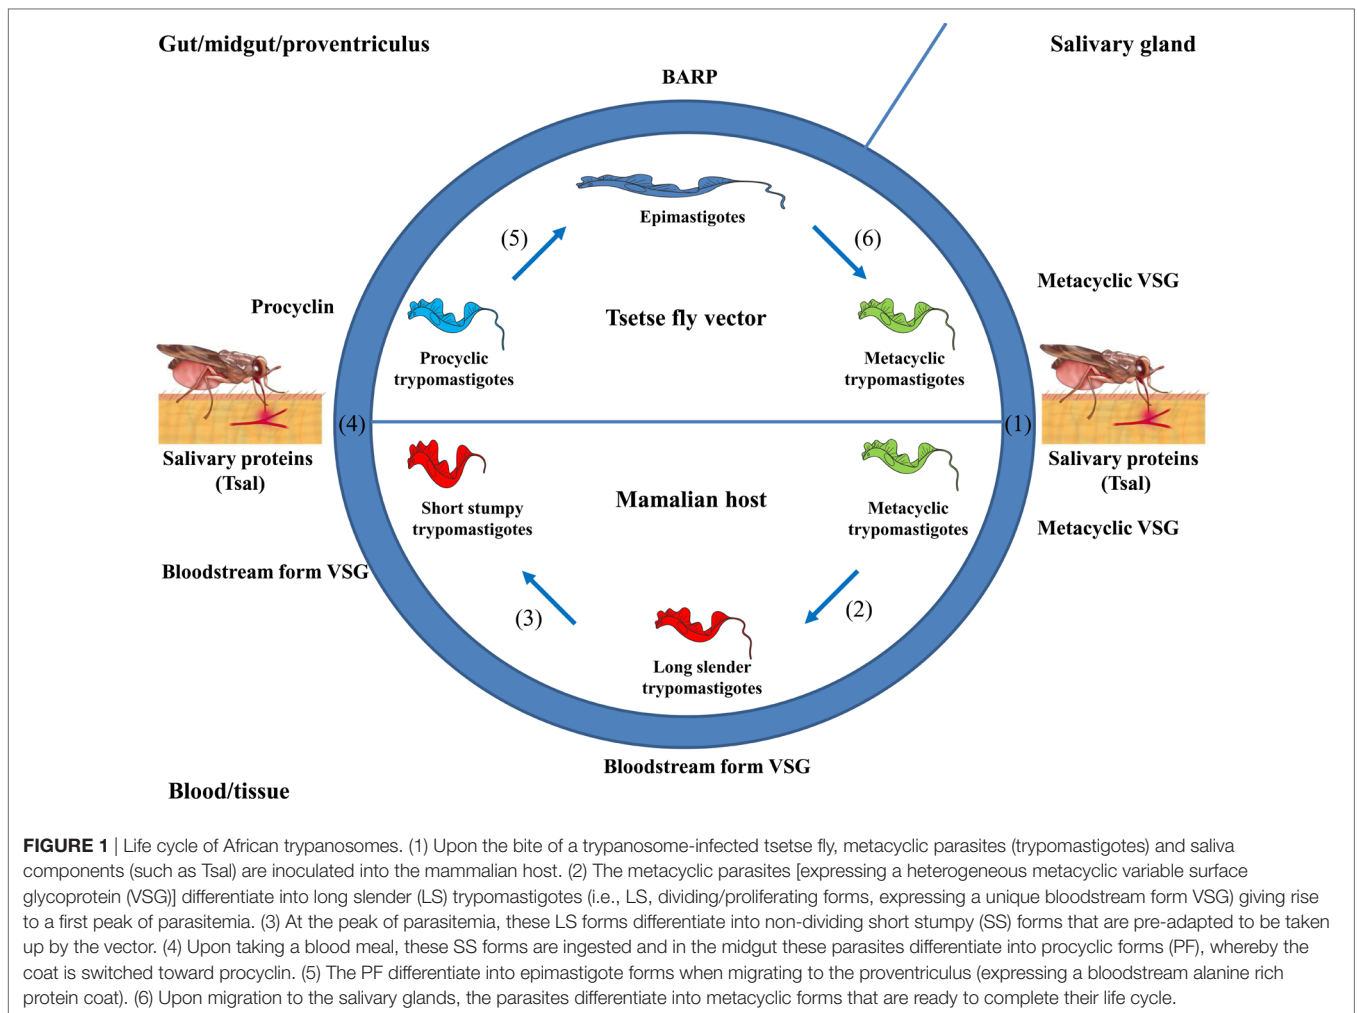 Gut/midgut/proventriculus
Salivary gland
BARP
Epimastigotes
(5)
(6)
Metacyclic VSG
Procyclin
Tsetse fly vector
Procyclic
trypomastigotes
Metacyclic
trypomastigotes
(4)
(1)
Salivary proteins
(Tsal)
Salivary proteins
(Tsal)
Mamalian host
Short stumpy
trypomastigotes
Metacyclic
trypomastigotes
Metacyclic VSG
Bloodstream form VSG
(3)
(2)
Long slender
trypomastigotes
Bloodstream form VSG
Blood/tissue
FIGURE 1 | Life cycle of African trypanosomes. (1) Upon the bite of a trypanosome-infected tsetse fly, metacyclic parasites (trypomastigotes) and saliva
components (such as Tsal) are inoculated into the mammalian host. (2) The metacyclic parasites [expressing a heterogeneous metacyclic variable surface
glycoprotein (VSG)] differentiate into long slender (LS) trypomastigotes (i.e., LS, dividing/proliferating forms, expressing a unique bloodstream form VSG) giving rise
to a first peak of parasitemia. (3) At the peak of parasitemia, these LS forms differentiate into non-dividing short stumpy (SS) forms that are pre-adapted to be taken
up by the vector. (4) Upon taking a blood meal, these SS forms are ingested and in the midgut these parasites differentiate into procyclic forms (PF), whereby the
coat is switched toward procyclin. (5) The PF differentiate into epimastigote forms when migrating to the proventriculus (expressing a bloodstream alanine rich
protein coat). (6) Upon migration to the salivary glands, the parasites differentiate into metacyclic forms that are ready to complete their life cycle.